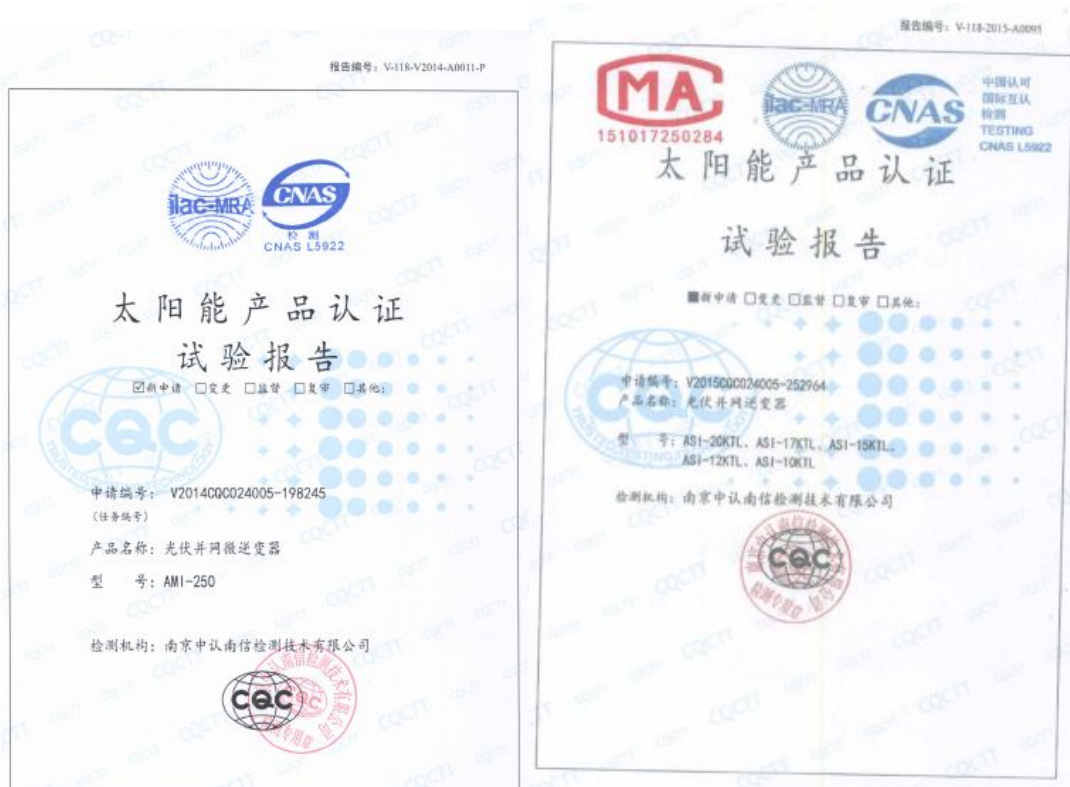 报告编号：V-118-V2014-A0011-P
ilac-MRA
CNAS
检 测
CNAS L5922
太阳能产品认证
试验报告
☑新申请 □变更 □监督 □复审 □其他：
CQC
申请编号： V2014CQC024005-198245
（任务编号）
产品名称：光伏并网微逆变器
型 号：AMI-250
检测机构：南京中认南信检测技术有限公司
CQC
报告编号：V-118-2015-A0095
MA
151017250284
ilac-MRA
CNAS
中国认可
国际互认
检测
TESTING
CNAS L5922
太阳能产品认证
试验报告
■新申请 □变更 □监督 □复审 □其他：
申请编号：V2015CQC024005-252964
产品名称：光伏并网逆变器
型 号：ASI-20KTL、ASI-17KTL、ASI-15KTL、
ASI-12KTL、ASI-10KTL
检测机构：南京中认南信检测技术有限公司
CQC